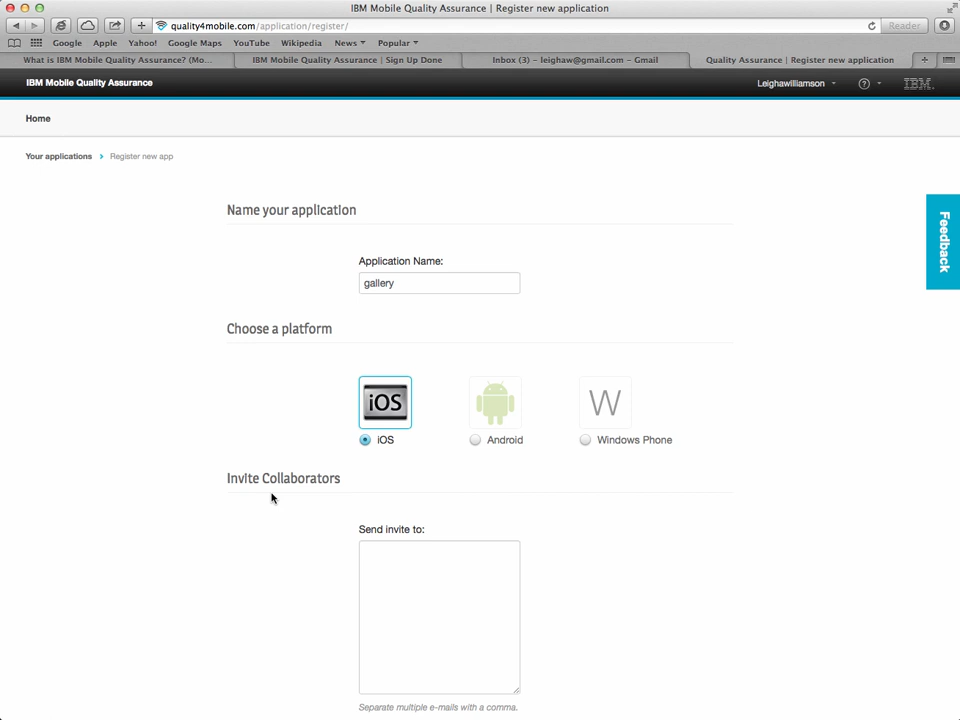 IBM Mobile Quality Assurance | Register new application
quality4mobile.com/application/register/
Reader
Google Apple Yahoo! Google Maps YouTube Wikipedia News Popular
What is IBM Mobile Quality Assurance? (Mo... IBM Mobile Quality Assurance | Sign Up Done Inbox (3) – leighaw@gmail.com – Gmail Quality Assurance | Register new application
IBM Mobile Quality Assurance
Leighawilliamson
?
IBM
Home
Your applications > Register new app
Feedback
Name your application
Application Name:
gallery
Choose a platform
iOS
W
iOS
Android
Windows Phone
Invite Collaborators
Send invite to:
Separate multiple e-mails with a comma.